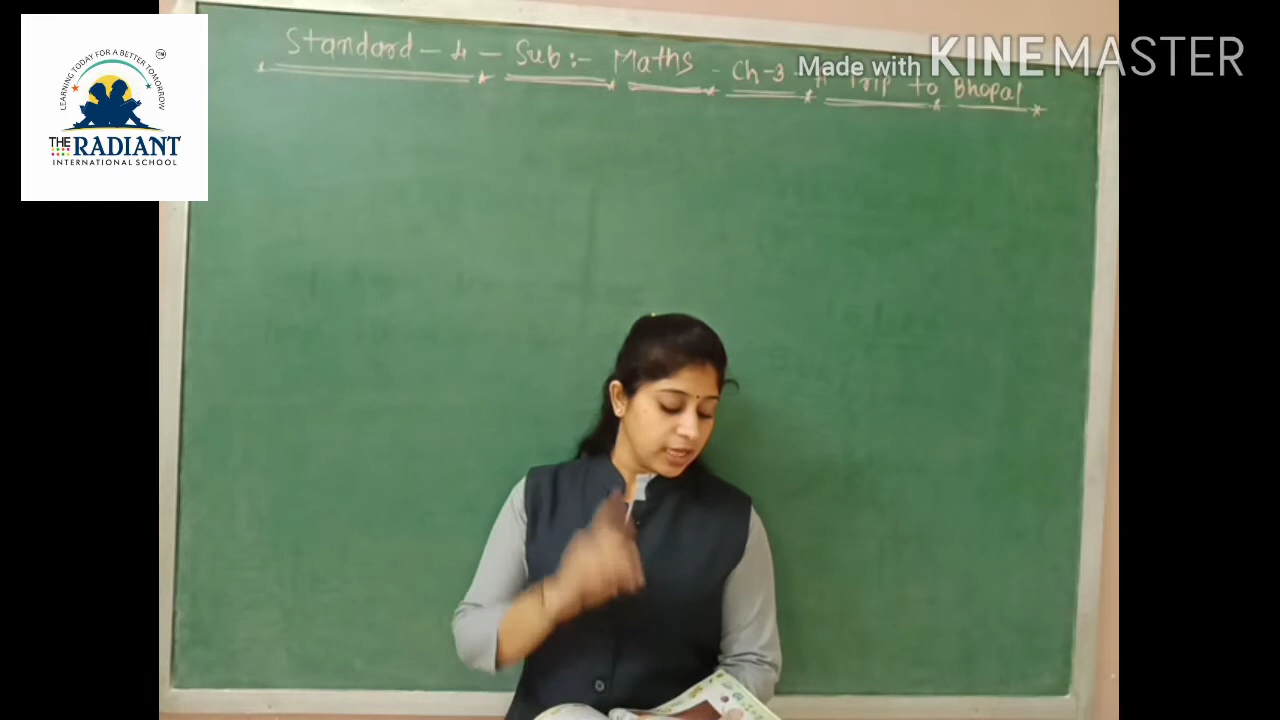 Standard - 4 - Sub :- Maths - Ch-3 A Trip to Bhopal
Made with KINEMASTER
LEARNING TODAY FOR A BETTER TOMORROW
TM
THE RADIANT
INTERNATIONAL SCHOOL